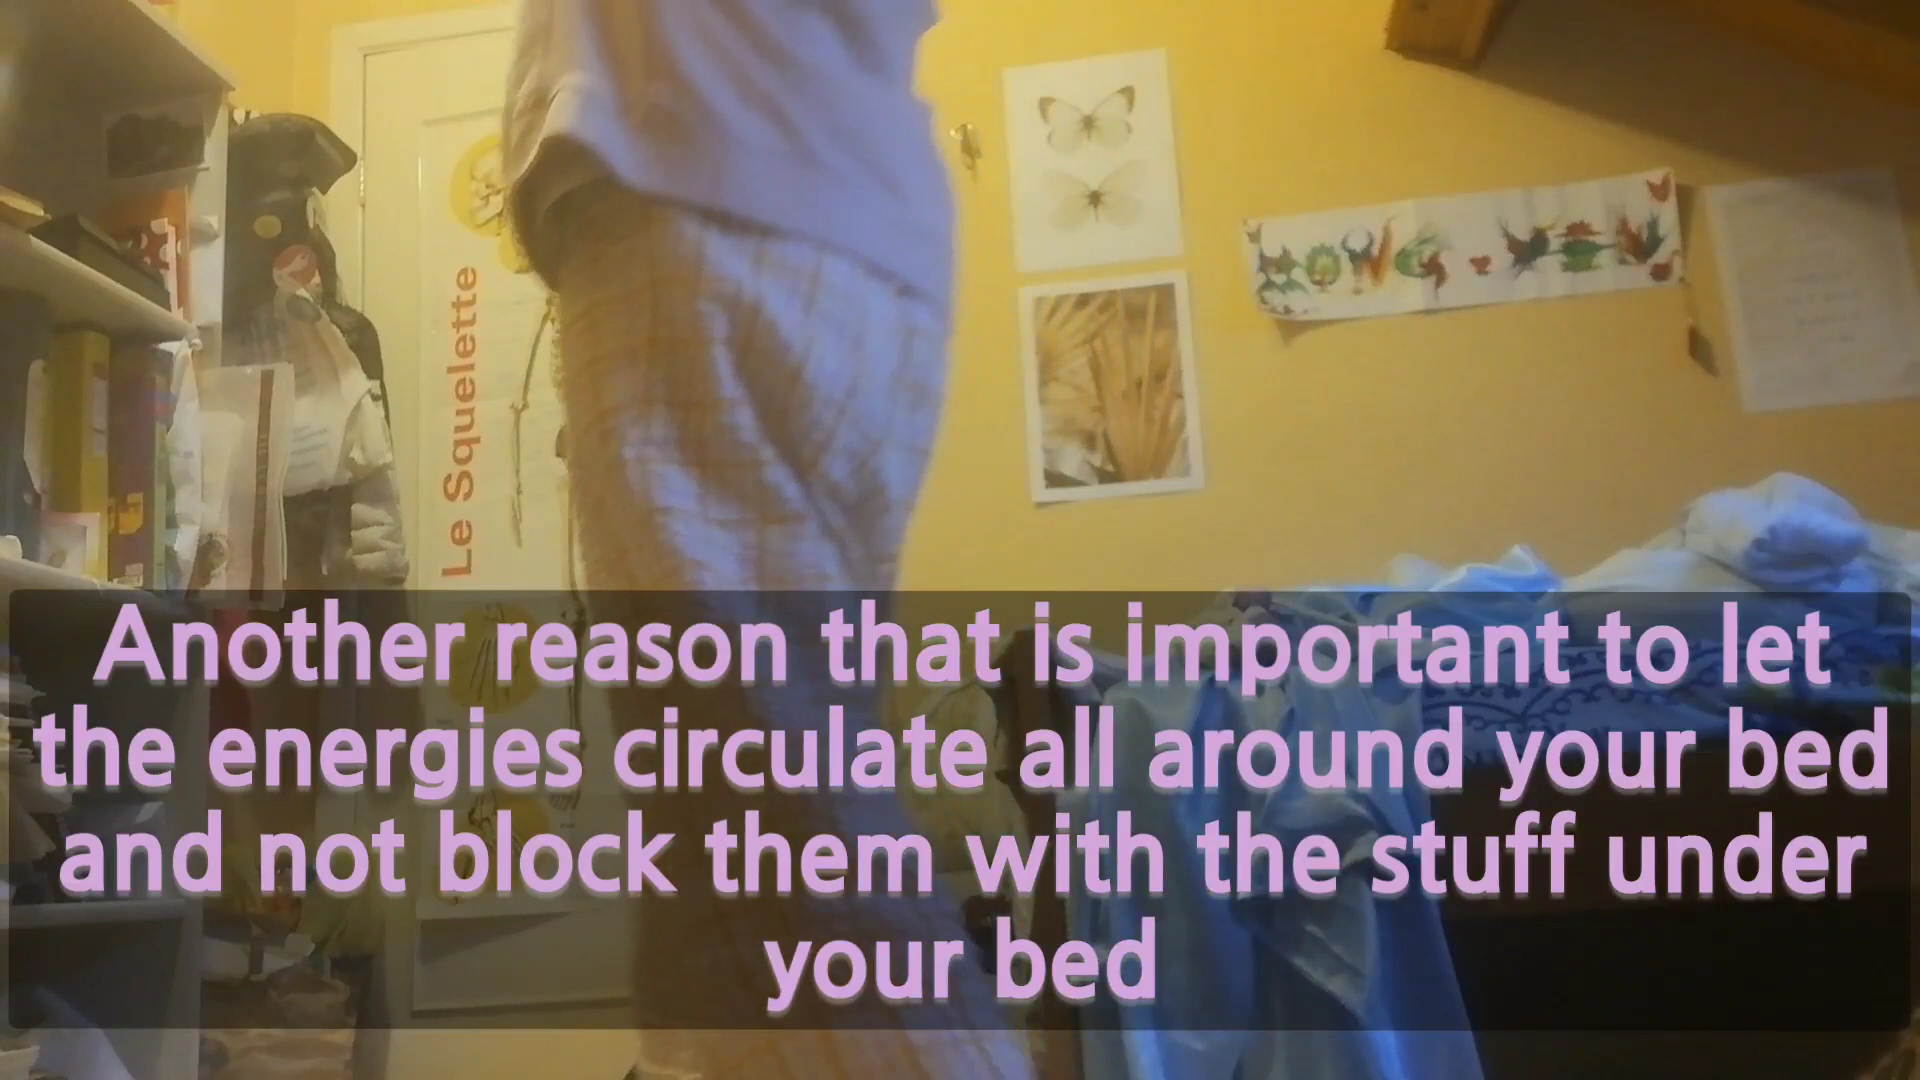 Le Squelette
Another reason that is important to let
the energies circulate all around your bed
and not block them with the stuff under
your bed